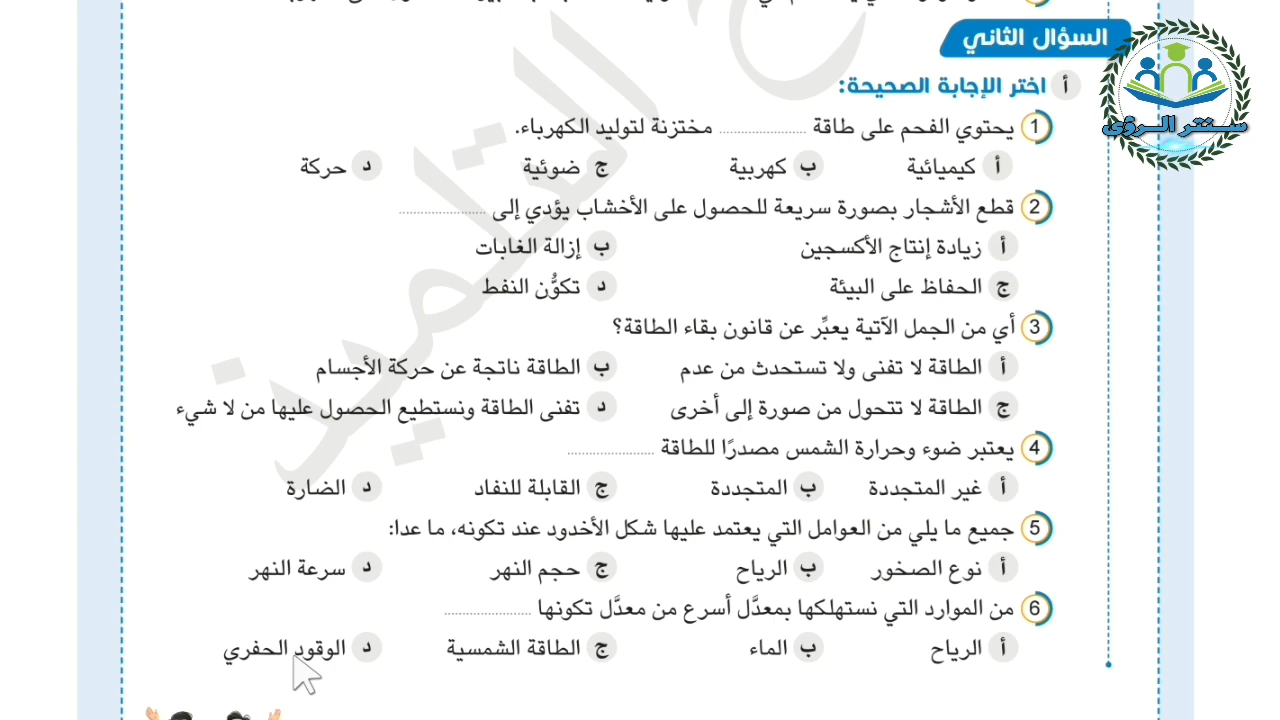 السؤال الثاني
سنتر الرؤى
أ اختر الإجابة الصحيحة:
1 يحتوي الفحم على طاقة .................... مختزنة لتوليد الكهرباء.
أ كيميائية ب كهربية ج ضوئية د حركة
2 قطع الأشجار بصورة سريعة للحصول على الأخشاب يؤدي إلى ....................
أ زيادة إنتاج الأكسجين ب إزالة الغابات
ج الحفاظ على البيئة د تكوُّن النفط
3 أي من الجمل الآتية يعبِّر عن قانون بقاء الطاقة؟
أ الطاقة لا تفنى ولا تستحدث من عدم ب الطاقة ناتجة عن حركة الأجسام
ج الطاقة لا تتحول من صورة إلى أخرى د تفنى الطاقة ونستطيع الحصول عليها من لا شيء
4 يعتبر ضوء وحرارة الشمس مصدرًا للطاقة ....................
أ غير المتجددة ب المتجددة ج القابلة للنفاد د الضارة
5 جميع ما يلي من العوامل التي يعتمد عليها شكل الأخدود عند تكونه، ما عدا:
أ نوع الصخور ب الرياح ج حجم النهر د سرعة النهر
6 من الموارد التي نستهلكها بمعدَّل أسرع من معدَّل تكونها ....................
أ الرياح ب الماء ج الطاقة الشمسية د الوقود الحفري
التلميذ